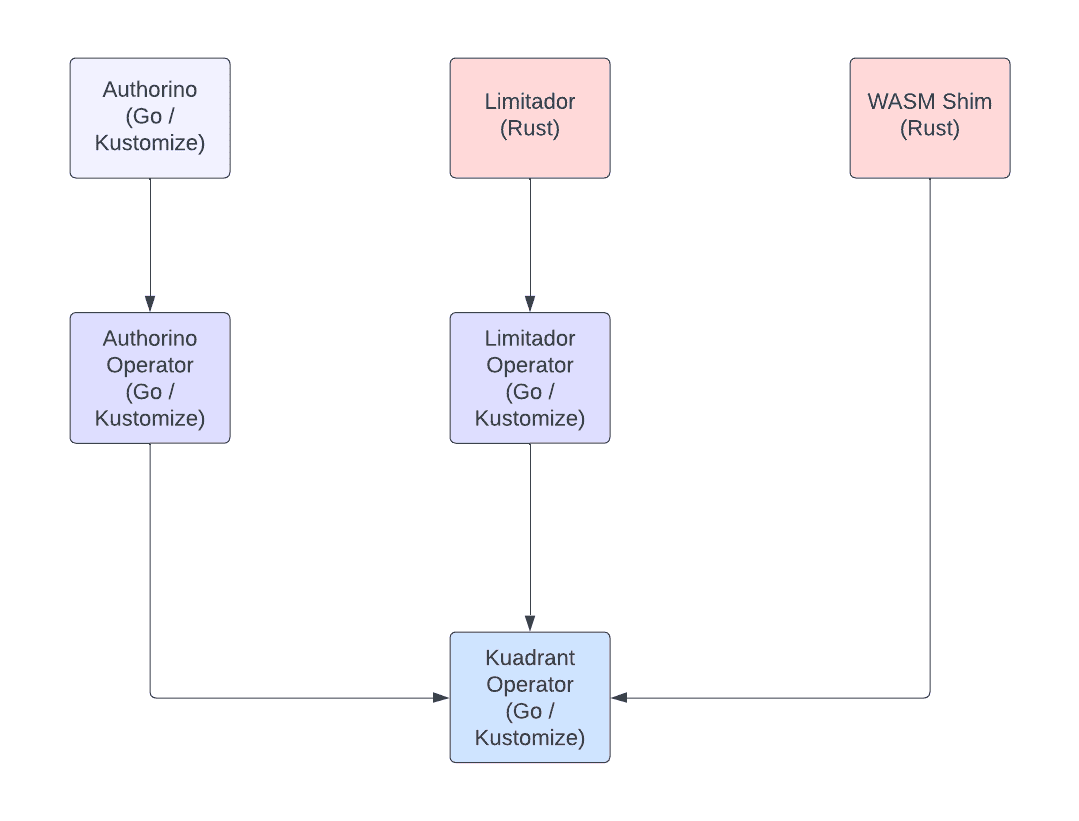 Authorino
(Go /
Kustomize)
Limitador
(Rust)
WASM Shim
(Rust)
Authorino
Operator
(Go /
Kustomize)
Limitador
Operator
(Go /
Kustomize)
Kuadrant
Operator
(Go /
Kustomize)